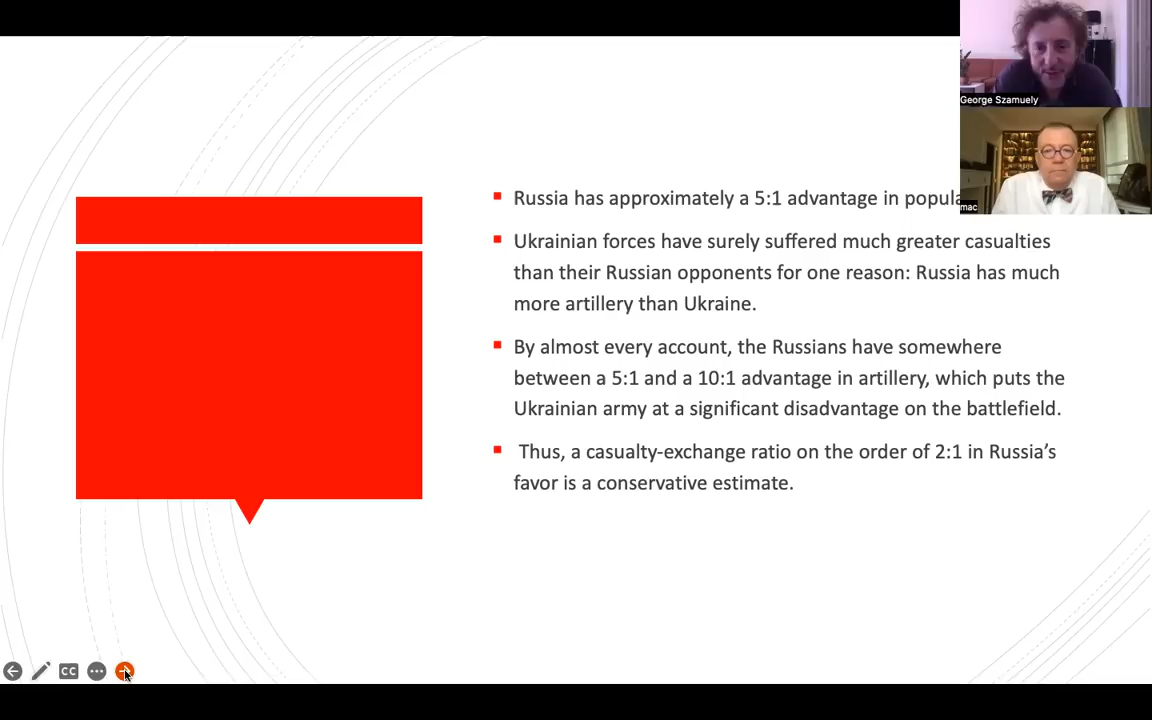 George Szamuely
mac
Russia has approximately a 5:1 advantage in
Ukrainian forces have surely suffered much greater casualties
than their Russian opponents for one reason: Russia has much
more artillery than Ukraine.
By almost every account, the Russians have somewhere
between a 5:1 and a 10:1 advantage in artillery, which puts the
Ukrainian army at a significant disadvantage on the battlefield.
Thus, a casualty-exchange ratio on the order of 2:1 in Russia’s
favor is a conservative estimate.
CC